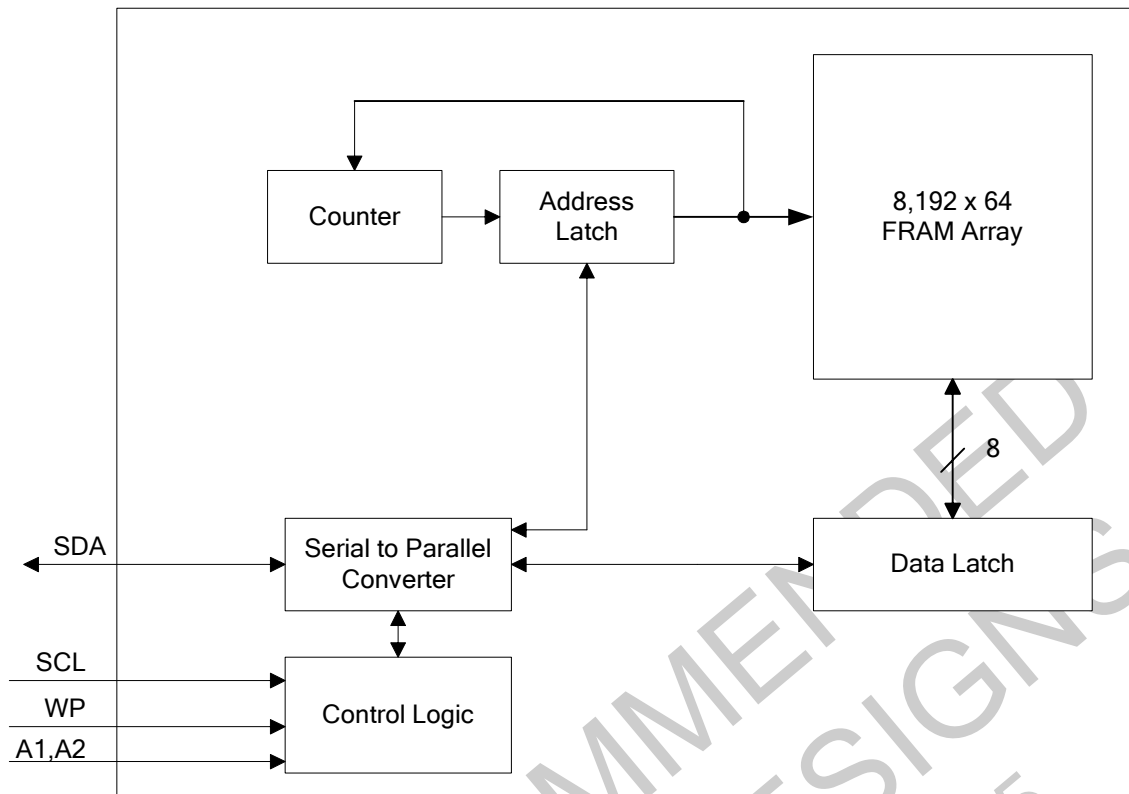 Counter
Address
Latch
8,192 x 64
FRAM Array
8
SDA
Serial to Parallel
Converter
Data Latch
SCL
WP
A1,A2
Control Logic